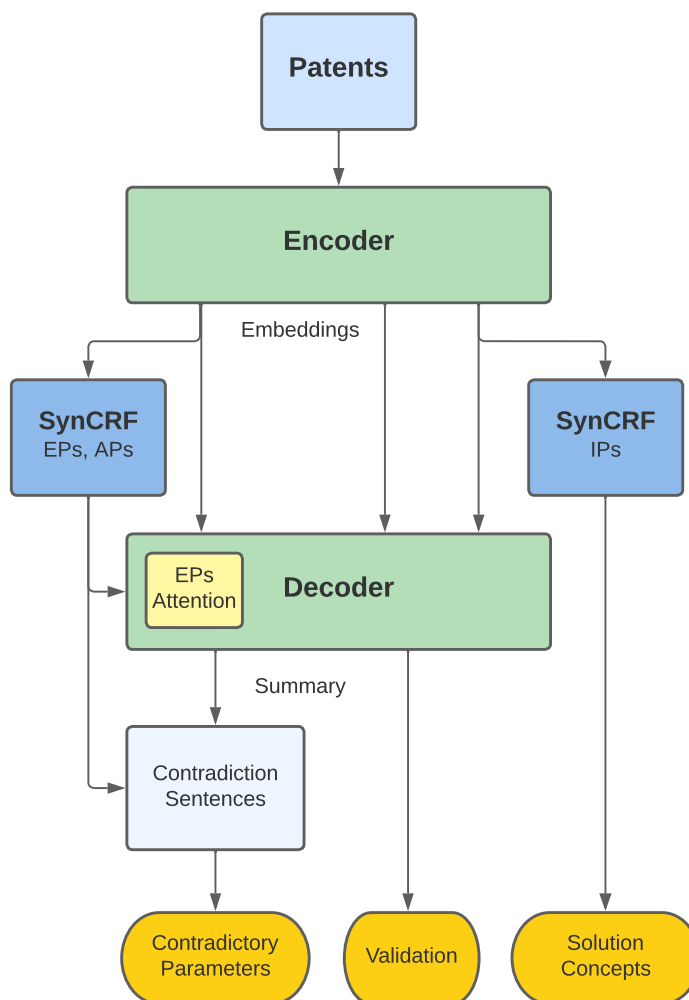 Patents
Encoder
Embeddings
SynCRF
EPs, APs
SynCRF
IPs
EPs
Attention
Decoder
Summary
Contradiction
Sentences
Contradictory
Parameters
Validation
Solution
Concepts